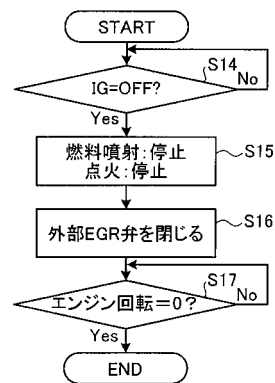 START
S14
IG=OFF?
No
Yes
燃料噴射:停止
点火:停止
S15
外部EGR弁を閉じる
S16
S17
エンジン回転=0?
No
Yes
END